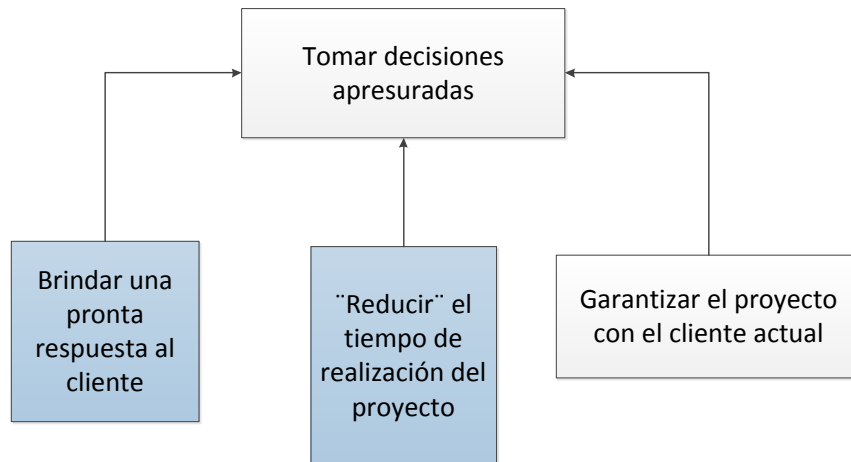 Tomar decisiones
apresuradas
Brindar una
pronta
respuesta al
cliente
¨Reducir¨ el
tiempo de
realización del
proyecto
Garantizar el proyecto
con el cliente actual